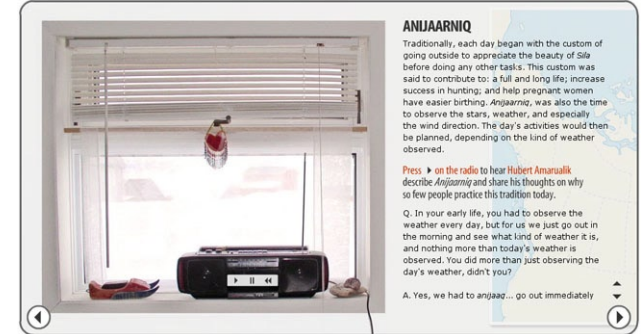 ANIJAARNIQ
Traditionally, each day began with the custom of
going outside to appreciate the beauty of Sila
before doing any other tasks. This custom was
said to contribute to: a full and long life; increase
success in hunting; and help pregnant women
have easier birthing. Anijaarniq, was also the time
to observe the stars, weather, and especially
the wind direction. The day's activities would then
be planned, depending on the kind of weather
observed.
Press on the radio to hear Hubert Amarualik
describe Anijaarniq and share his thoughts on why
so few people practice this tradition today.
Q. In your early life, you had to observe the
weather every day, but for us we just go out in
the morning and see what kind of weather it is,
and nothing more than today's weather is
observed. You did more than just observing the
day's weather, didn't you?
A. Yes, we had to anijaaq... go out immediately